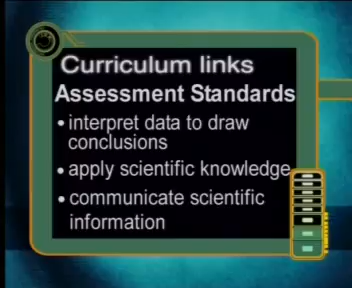 Curriculum links
Assessment Standards
• interpret data to draw
conclusions
• apply scientific knowledge
• communicate scientific
information